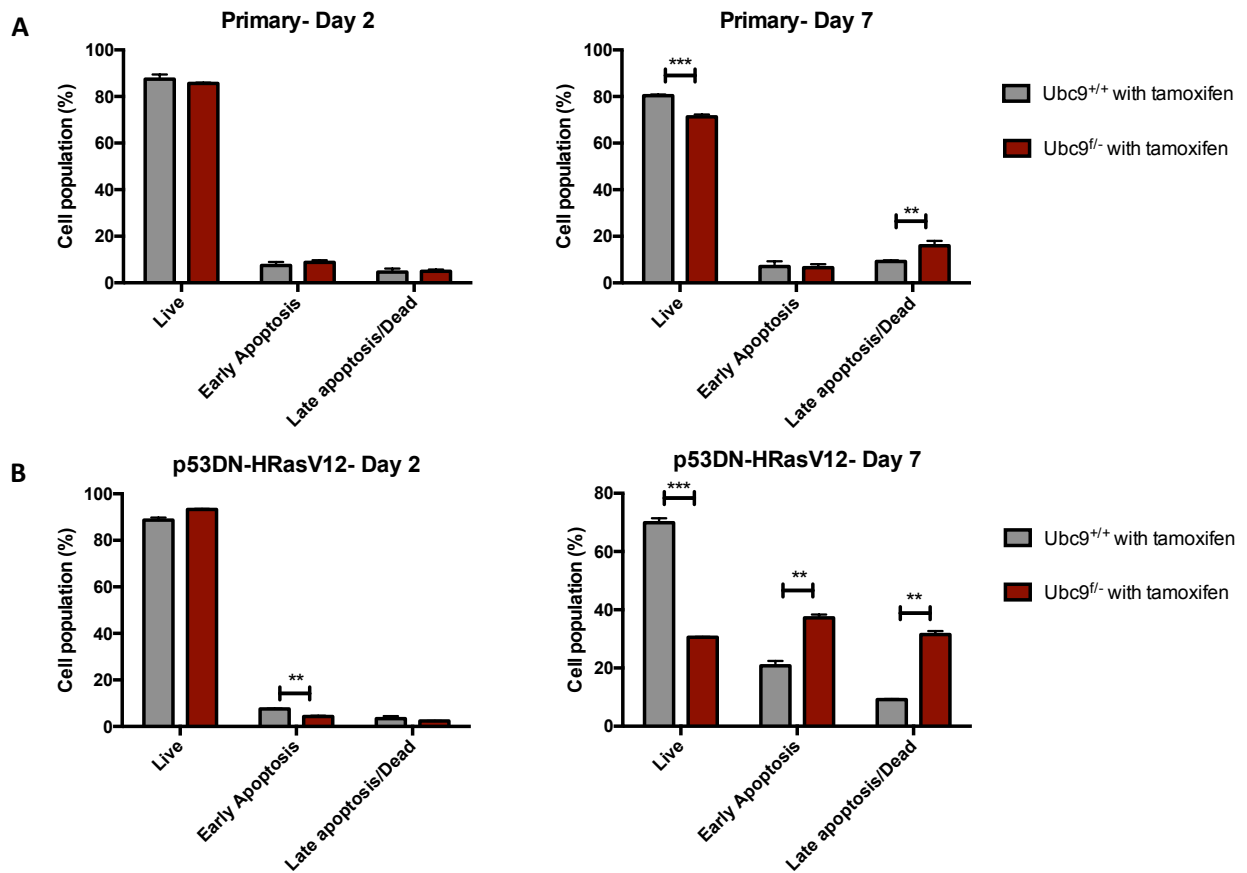 A
Primary- Day 2
Cell population (%)
100
80
60
40
20
0
Live
Early Apoptosis
Late apoptosis/Dead
Primary- Day 7
Cell population (%)
100
80
60
40
20
0
***
**
Live
Early Apoptosis
Late apoptosis/Dead
Ubc9+/+ with tamoxifen
Ubc9f/- with tamoxifen
B
p53DN-HRasV12- Day 2
Cell population (%)
100
80
60
40
20
0
**
Live
Early Apoptosis
Late apoptosis/Dead
p53DN-HRasV12- Day 7
Cell population (%)
80
60
40
20
0
***
**
**
Live
Early Apoptosis
Late apoptosis/Dead
Ubc9+/+ with tamoxifen
Ubc9f/- with tamoxifen